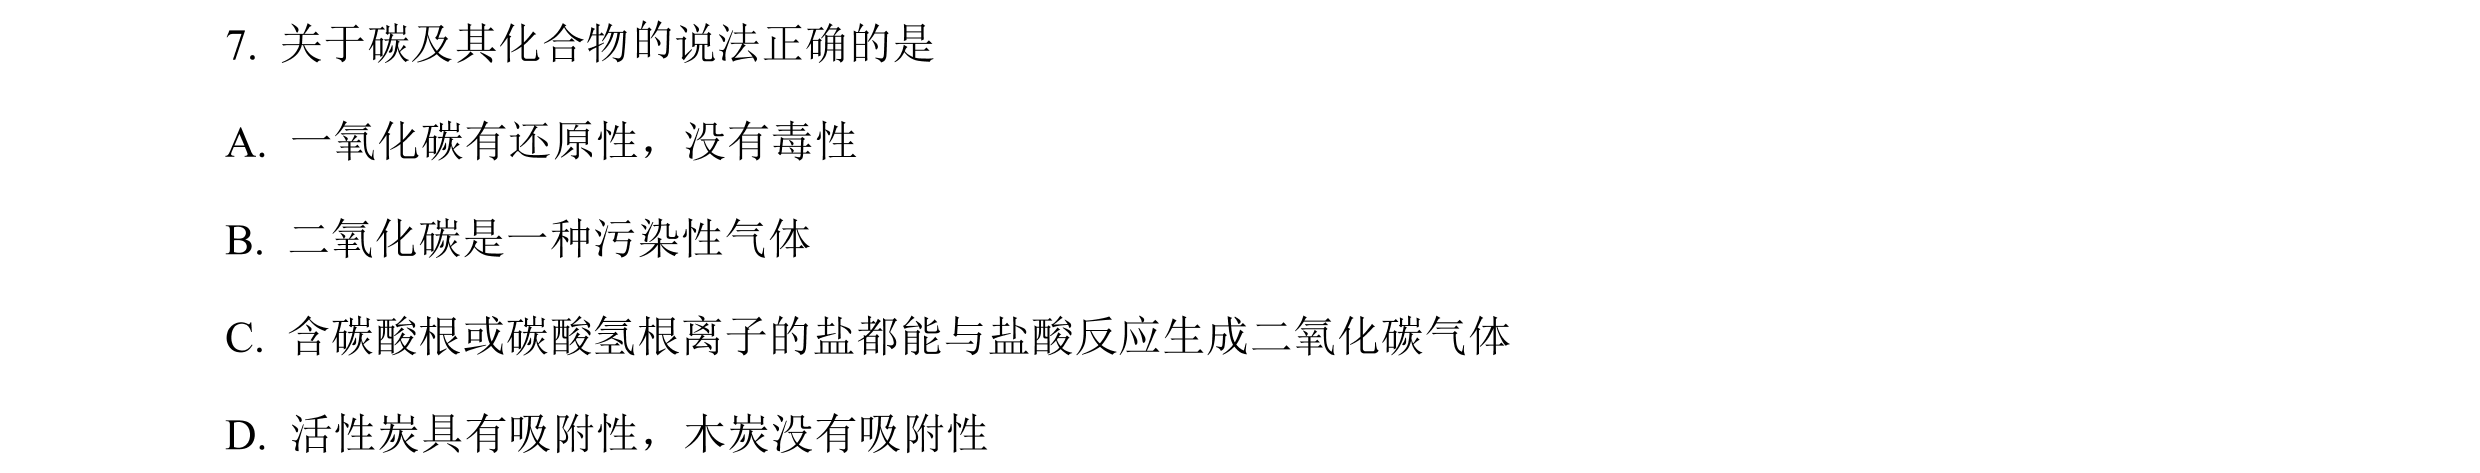 7. 关于碳及其化合物的说法正确的是
A. 一氧化碳有还原性，没有毒性
B. 二氧化碳是一种污染性气体
C. 含碳酸根或碳酸氢根离子的盐都能与盐酸反应生成二氧化碳气体
D. 活性炭具有吸附性，木炭没有吸附性